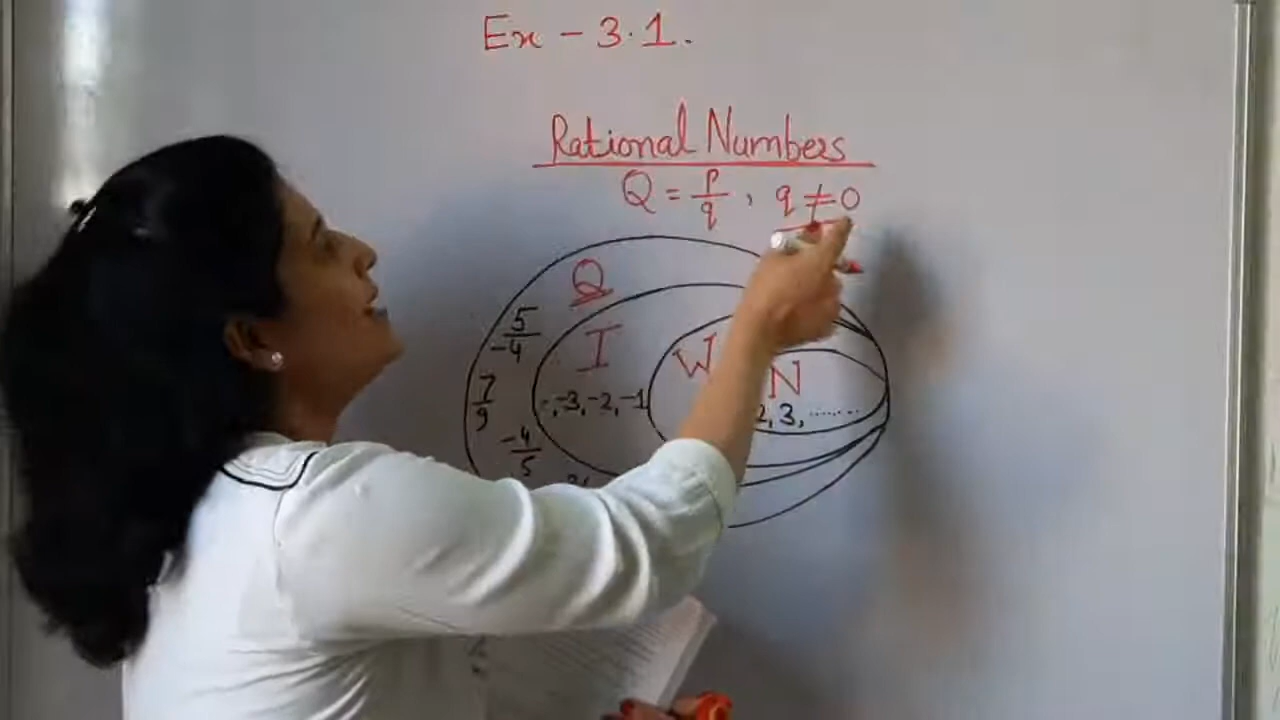 Ex - 3.1.
Rational Numbers
Q = p/q , q ≠ 0
Q
5/-4
I
W
N
7/9
-3, -2, -1
2, 3, ........
-4/5